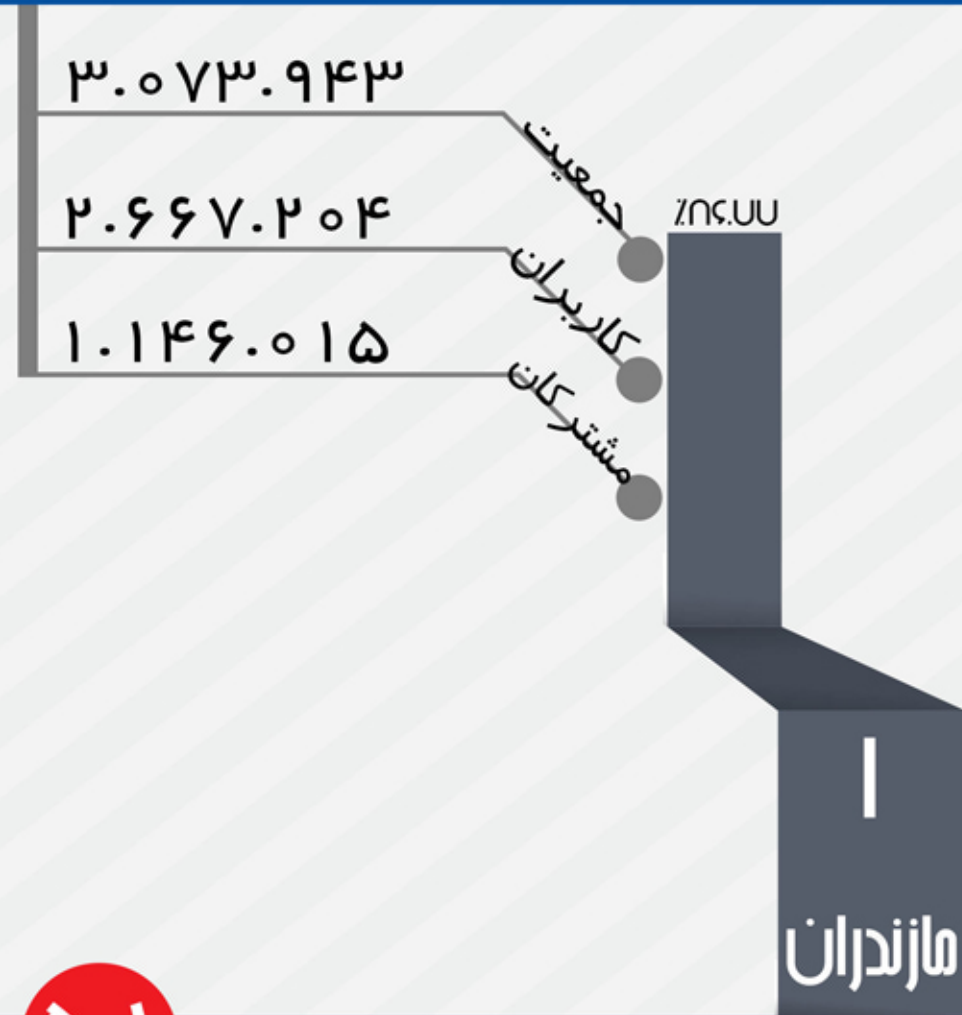 ۳.۰۷۳.۹۴۳
جمعیت
٪۸۶.۷۷
۲.۶۶۷.۲۰۴
کاربران
۱.۱۴۶.۰۱۵
مشترکان
۱
مازندران